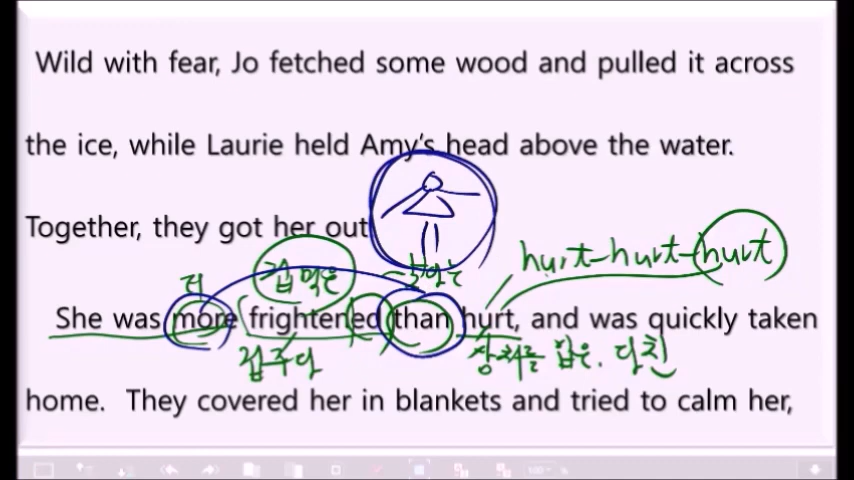 Wild with fear, Jo fetched some wood and pulled it across
the ice, while Laurie held Amy's head above the water.
Together, they got her out
hurt-hurt-hurt
더 겁먹은 ~보다는
She was more frightened than hurt, and was quickly taken
겁주다 상처를 입은. 다친
home. They covered her in blankets and tried to calm her,